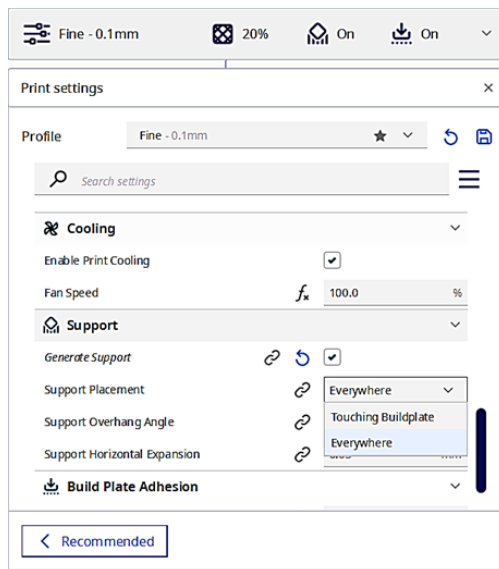 Fine - 0.1mm 20% On On
Print settings
Profile Fine - 0.1mm
Search settings
Cooling
Enable Print Cooling
Fan Speed fx 100.0 %
Support
Generate Support
Support Placement Everywhere
Touching Buildplate
Support Overhang Angle
Everywhere
Support Horizontal Expansion
Build Plate Adhesion
Recommended